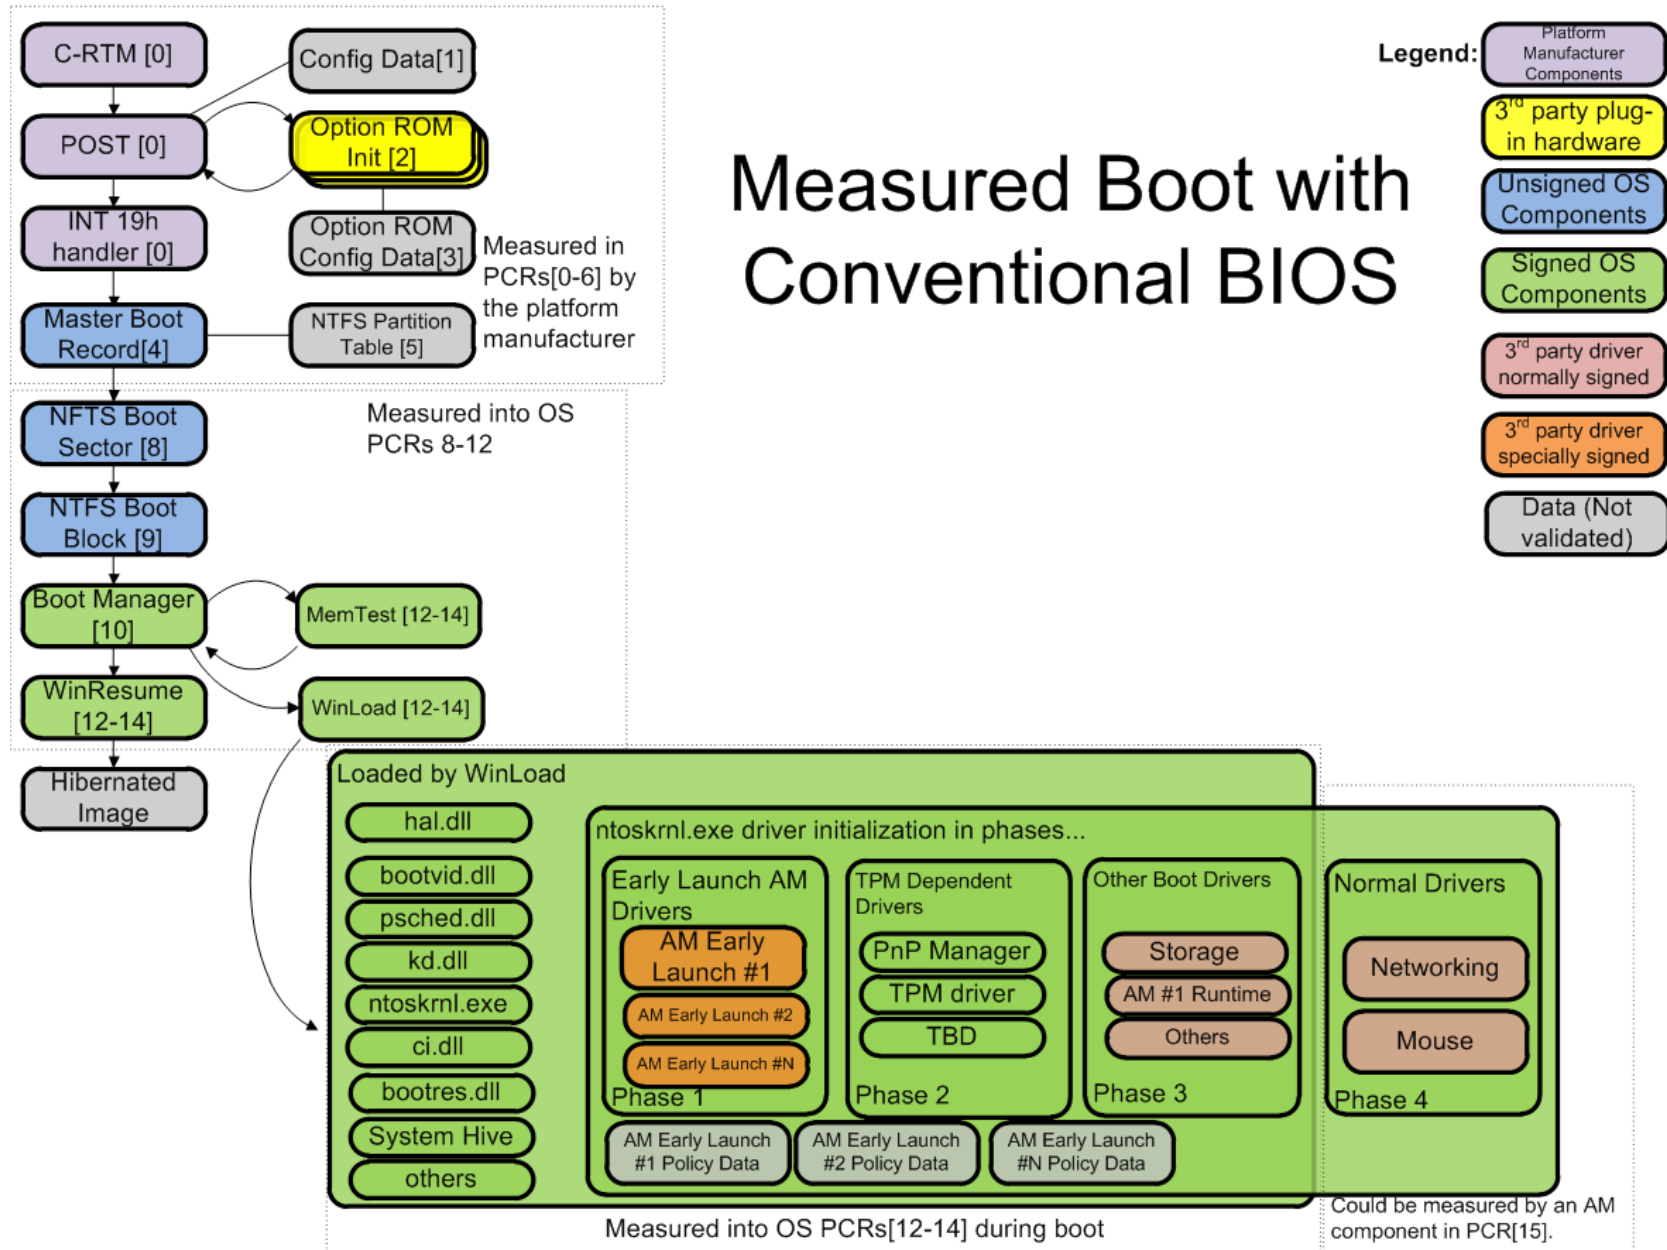 C-RTM [0]
Config Data[1]
POST [0]
Option ROM
Init [2]
INT 19h
handler [0]
Option ROM
Config Data[3]
Measured in
PCRs[0-6] by
the platform
manufacturer
Master Boot
Record[4]
NTFS Partition
Table [5]
Measured Boot with
Conventional BIOS
Legend:
Platform
Manufacturer
Components
3rd party plug-
in hardware
Unsigned OS
Components
Signed OS
Components
3rd party driver
normally signed
3rd party driver
specially signed
Data (Not
validated)
NFTS Boot
Sector [8]
Measured into OS
PCRs 8-12
NTFS Boot
Block [9]
Boot Manager
[10]
MemTest [12-14]
WinResume
[12-14]
WinLoad [12-14]
Hibernated
Image
Loaded by WinLoad
hal.dll
bootvid.dll
psched.dll
kd.dll
ntoskrnl.exe
ci.dll
bootres.dll
System Hive
others
ntoskrnl.exe driver initialization in phases...
Early Launch AM
Drivers
AM Early
Launch #1
AM Early Launch #2
AM Early Launch #N
Phase 1
TPM Dependent
Drivers
PnP Manager
TPM driver
TBD
Phase 2
Other Boot Drivers
Storage
AM #1 Runtime
Others
Phase 3
Normal Drivers
Networking
Mouse
Phase 4
AM Early Launch
#1 Policy Data
AM Early Launch
#2 Policy Data
AM Early Launch
#N Policy Data
Measured into OS PCRs[12-14] during boot
Could be measured by an AM
component in PCR[15].